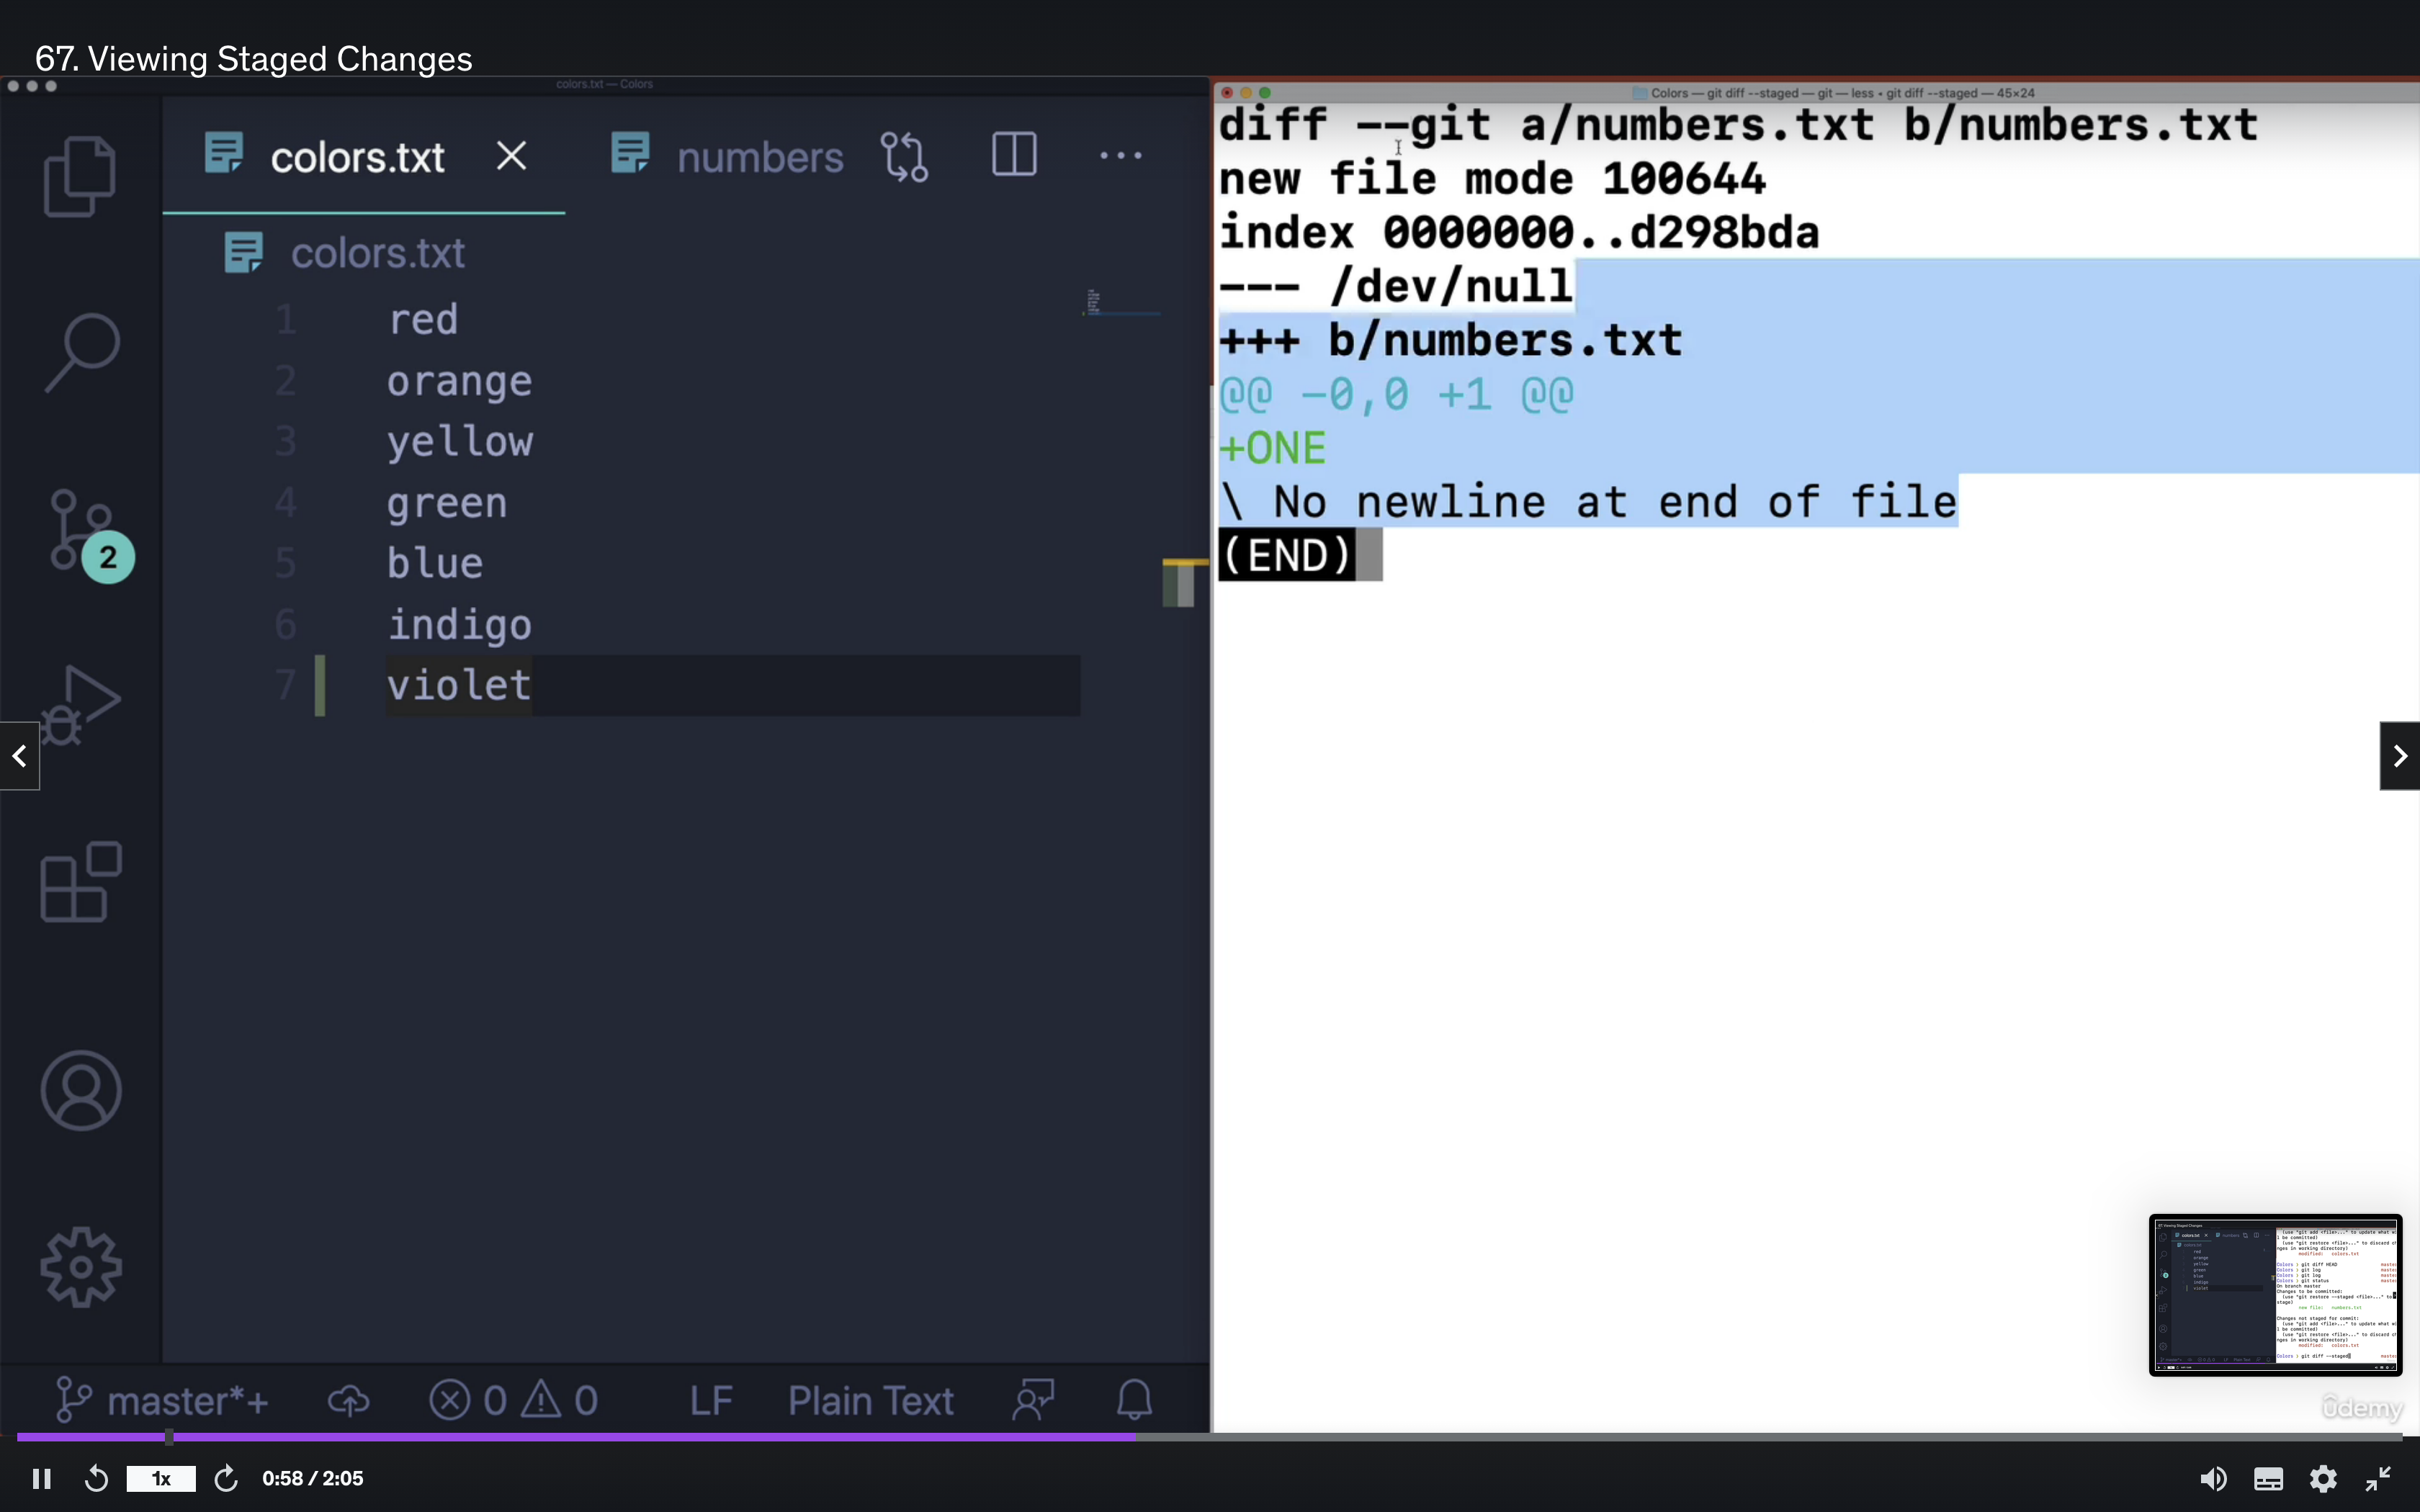 67. Viewing Staged Changes
colors.txt — Colors
colors.txt
numbers
colors.txt
1 red
2 orange
3 yellow
4 green
5 blue
6 indigo
7 violet
2
master*+
0
0
LF
Plain Text
Colors — git diff --staged — git — less • git diff --staged — 45×24
diff --git a/numbers.txt b/numbers.txt
new file mode 100644
index 0000000..d298bda
--- /dev/null
+++ b/numbers.txt
@@ -0,0 +1 @@
+ONE
\ No newline at end of file
(END)
udemy
1x
0:58 / 2:05